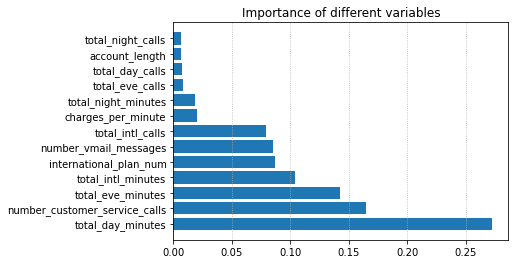 Importance of different variables
total_night_calls
account_length
total_day_calls
total_eve_calls
total_night_minutes
charges_per_minute
total_intl_calls
number_vmail_messages
international_plan_num
total_intl_minutes
total_eve_minutes
number_customer_service_calls
total_day_minutes
0.00 0.05 0.10 0.15 0.20 0.25